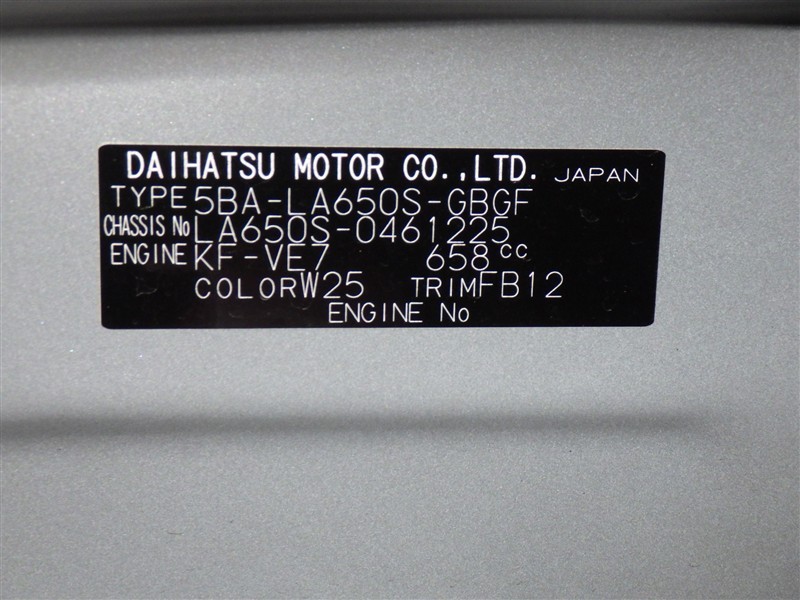 DAIHATSU MOTOR CO.,LTD. JAPAN
TYPE 5BA-LA650S-GBGF
CHASSIS No LA650S-0461225
ENGINE KF-VE7 658cc
COLOR W25 TRIM FB12
ENGINE No